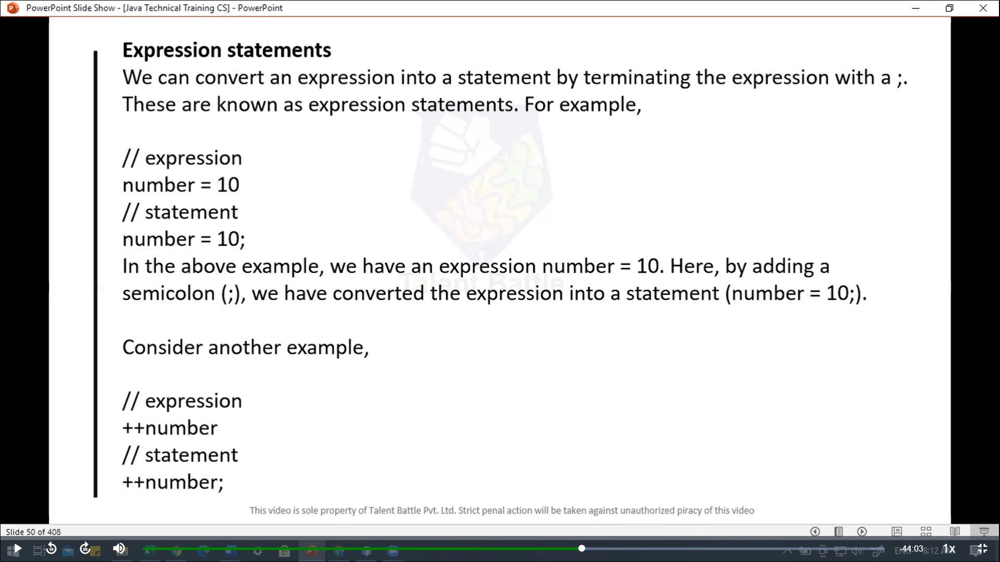 PowerPoint Slide Show - [Java Technical Training CS] - PowerPoint
Expression statements
We can convert an expression into a statement by terminating the expression with a ;.
These are known as expression statements. For example,
// expression
number = 10
// statement
number = 10;
In the above example, we have an expression number = 10. Here, by adding a
semicolon (;), we have converted the expression into a statement (number = 10;).
Consider another example,
// expression
++number
// statement
++number;
Talent Battle
This video is sole property of Talent Battle Pvt. Ltd. Strict penal action will be taken against unauthorized piracy of this video
Slide 50 of 408
10
30
-44:03
1x